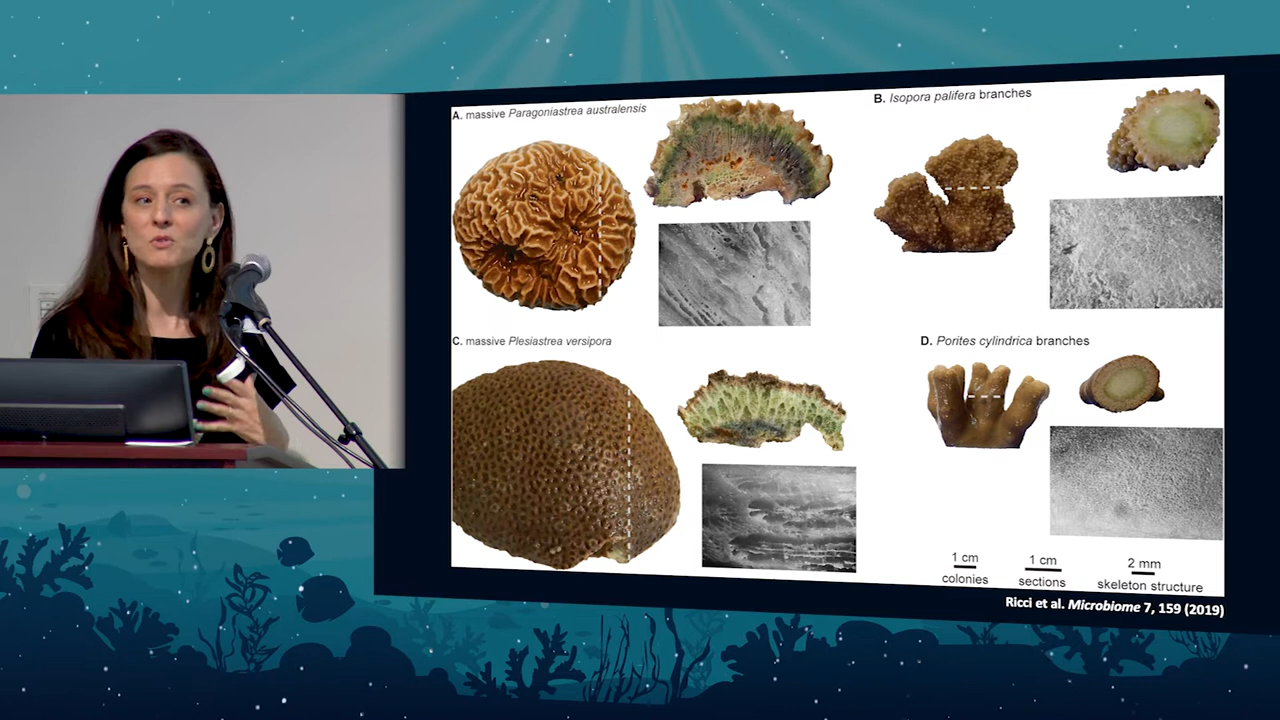 A. massive Paragoniastrea australensis
B. Isopora palifera branches
C. massive Plesiastrea versipora
D. Porites cylindrica branches
1 cm
colonies
1 cm
sections
2 mm
skeleton structure
Ricci et al. Microbiome 7, 159 (2019)